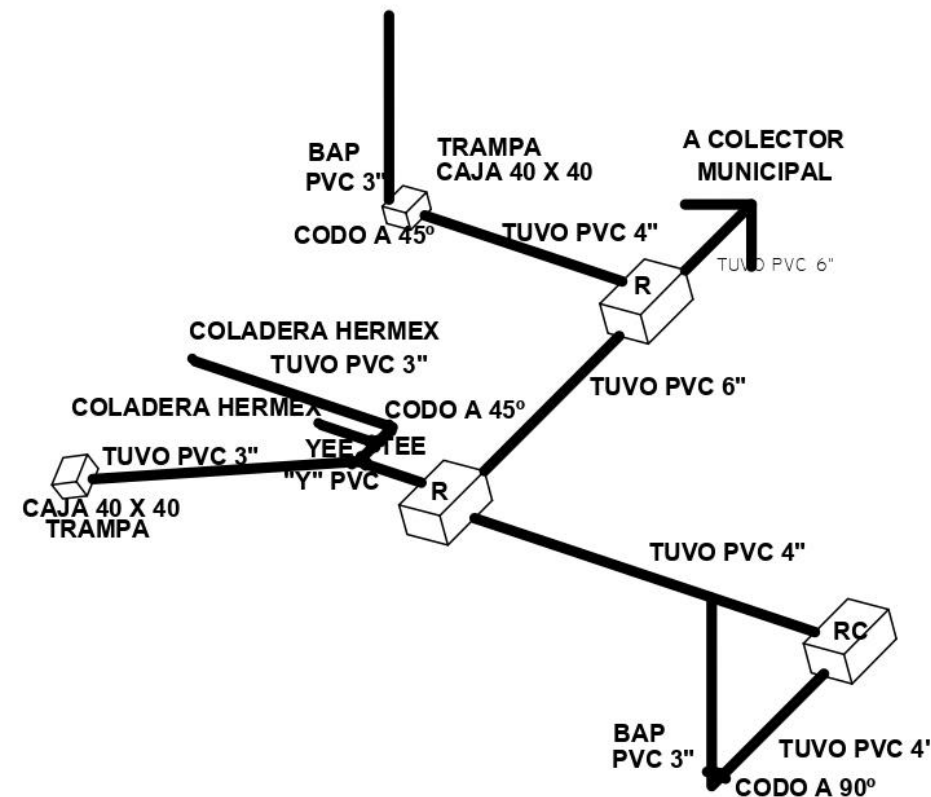 A COLECTOR
MUNICIPAL
BAP
PVC 3"
TRAMPA
CAJA 40 X 40
CODO A 45º
TUVO PVC 4"
TUVO PVC 6"
R
COLADERA HERMEX
TUVO PVC 3"
TUVO PVC 6"
COLADERA HERMEX
CODO A 45º
YEE
TEE
TUVO PVC 3"
"Y" PVC
R
CAJA 40 X 40
TRAMPA
TUVO PVC 4"
RC
BAP
PVC 3"
TUVO PVC 4'
CODO A 90º